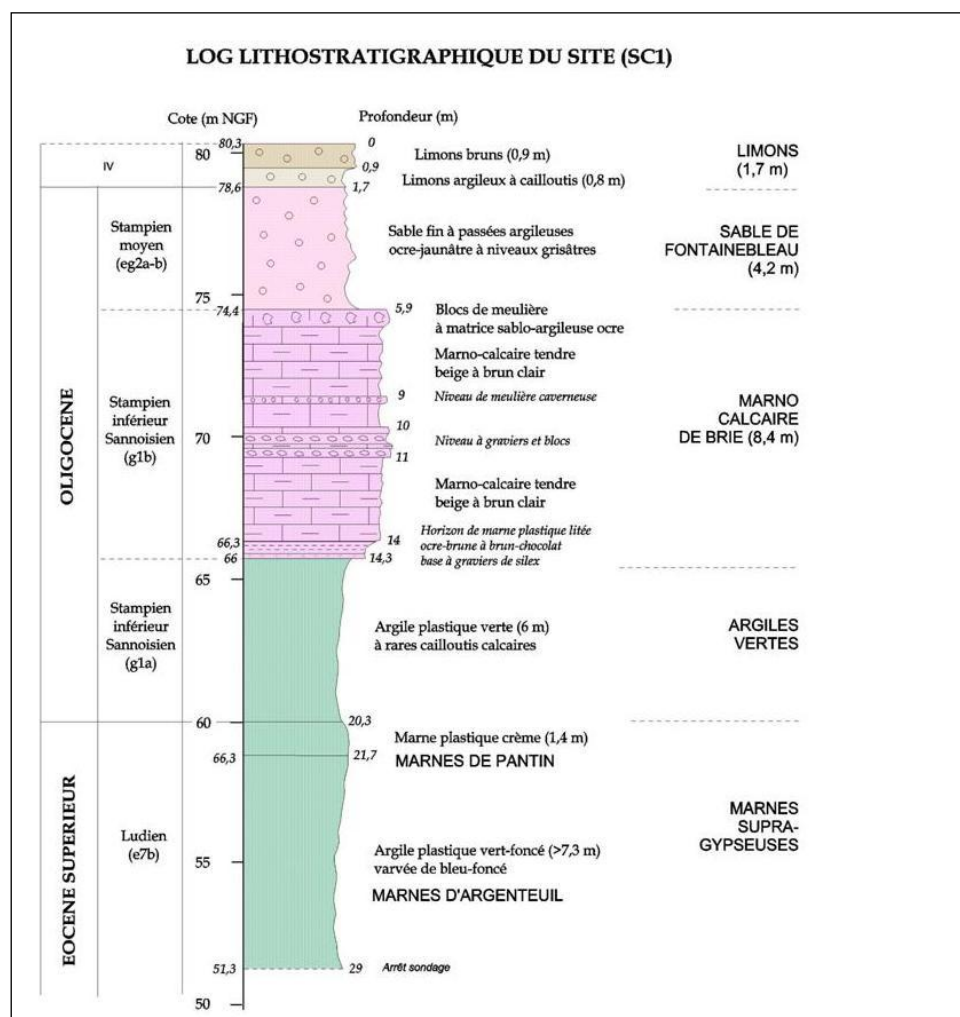 LOG LITHOSTRATIGRAPHIQUE DU SITE (SC1)
Cote (m NGF)
Profondeur (m)
80,3
0
80
Limons bruns (0,9 m)
LIMONS
(1,7 m)
IV
0,9
Limons argileux à cailloutis (0,8 m)
78,6
1,7
Stampien
moyen
(eg2a-b)
Sable fin à passées argileuses
ocre-jaunâtre à niveaux grisâtres
SABLE DE
FONTAINEBLEAU
(4,2 m)
75
74,4
5,9
Blocs de meulière
à matrice sablo-argileuse ocre
Marno-calcaire tendre
beige à brun clair
OLIGOCENE
Stampien
inférieur
Sannoisien
(g1b)
9
Niveau de meulière caverneuse
MARNO
CALCAIRE
DE BRIE (8,4 m)
10
70
Niveau à graviers et blocs
11
Marno-calcaire tendre
beige à brun clair
66,3
14
Horizon de marne plastique litée
ocre-brune à brun-chocolat
base à graviers de silex
66
14,3
65
Stampien
inférieur
Sannoisien
(g1a)
Argile plastique verte (6 m)
à rares cailloutis calcaires
ARGILES
VERTES
60
20,3
Marne plastique crème (1,4 m)
66,3
21,7
MARNES DE PANTIN
EOCENE SUPERIEUR
Ludien
(e7b)
MARNES
SUPRA-
GYPSEUSES
55
Argile plastique vert-foncé (>7,3 m)
varvée de bleu-foncé
MARNES D'ARGENTEUIL
51,3
29
Arrêt sondage
50